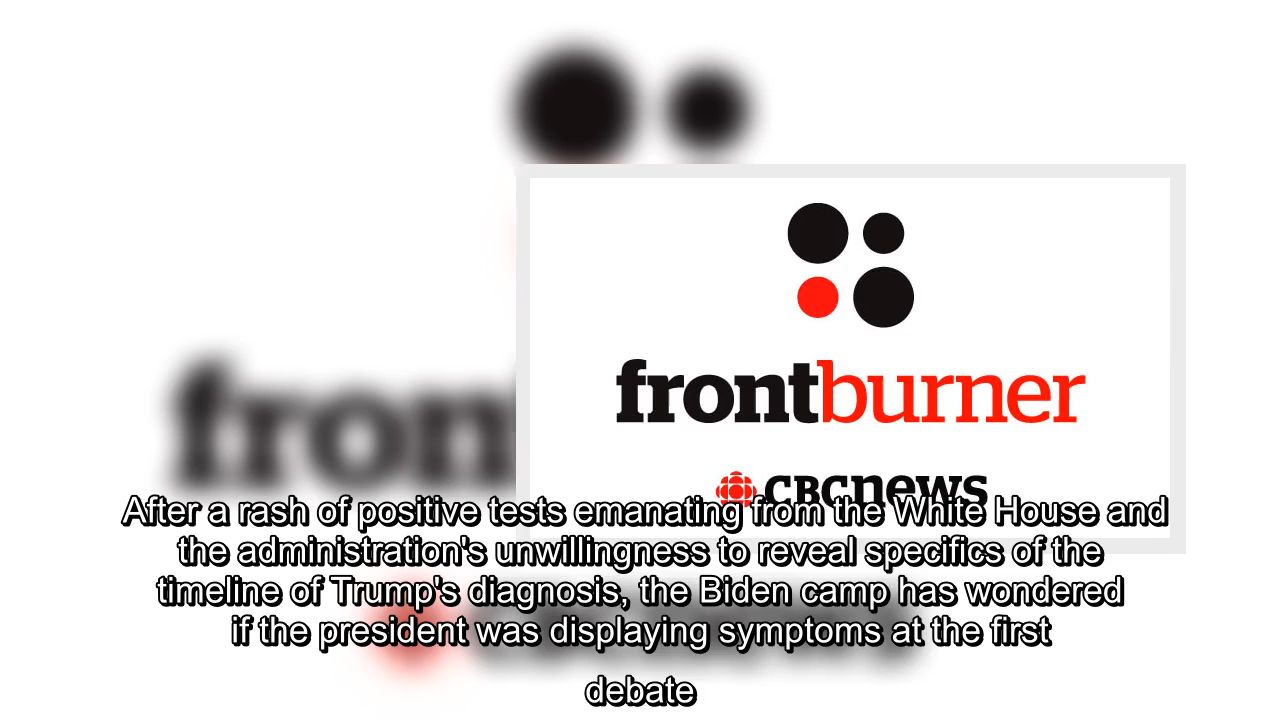 front
frontburner
CBCnews
After a rash of positive tests emanating from the White House and
the administration's unwillingness to reveal specifics of the
timeline of Trump's diagnosis, the Biden camp has wondered
if the president was displaying symptoms at the first
debate